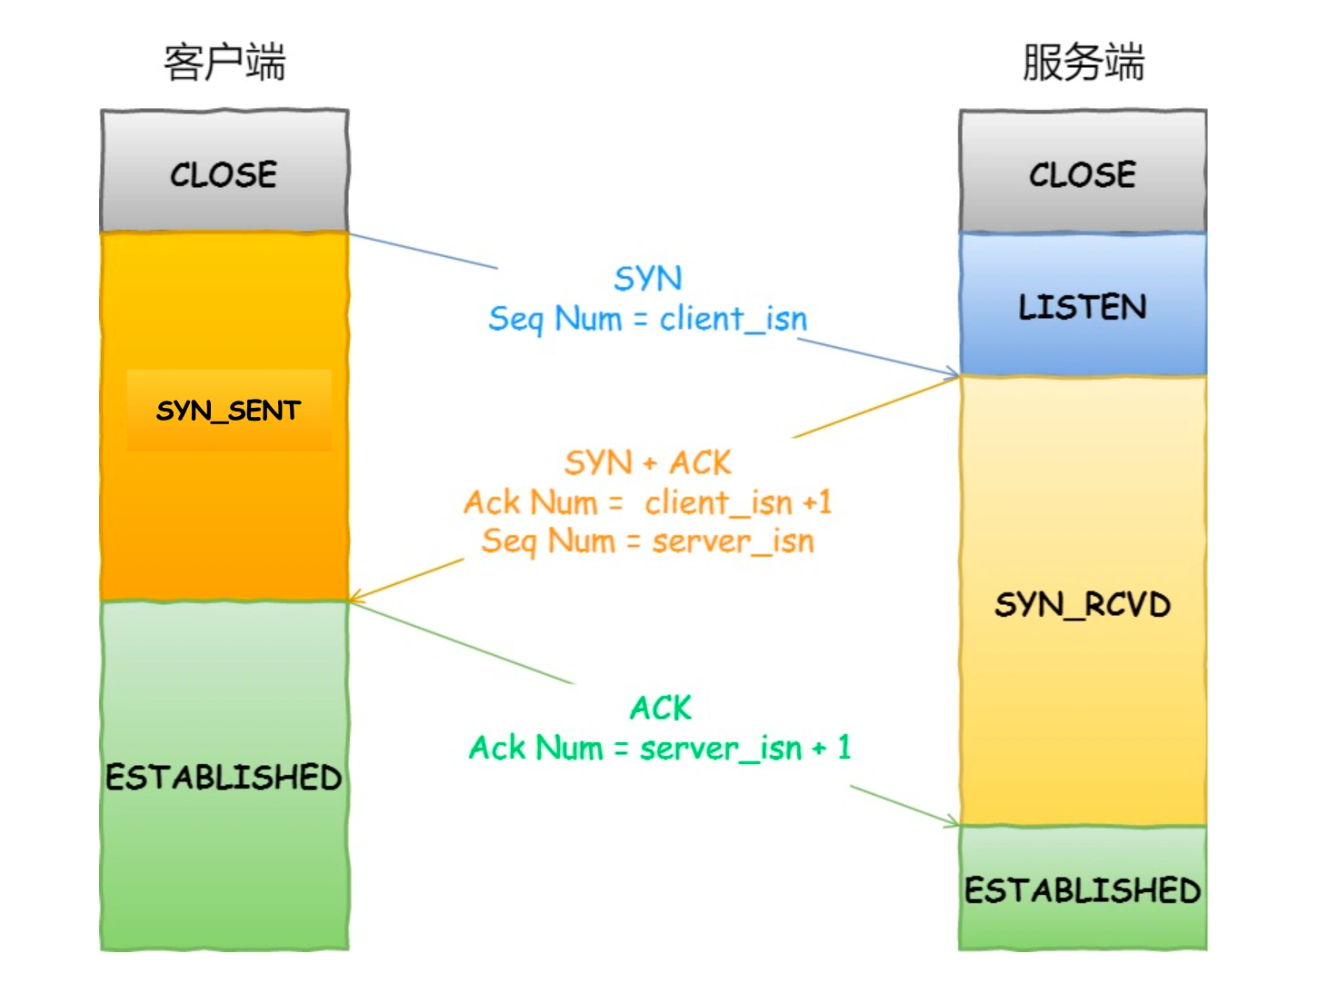 客户端
服务端
CLOSE
CLOSE
SYN
Seq Num = client_isn
LISTEN
SYN_SENT
SYN + ACK
Ack Num = client_isn +1
Seq Num = server_isn
SYN_RCVD
ACK
Ack Num = server_isn + 1
ESTABLISHED
ESTABLISHED